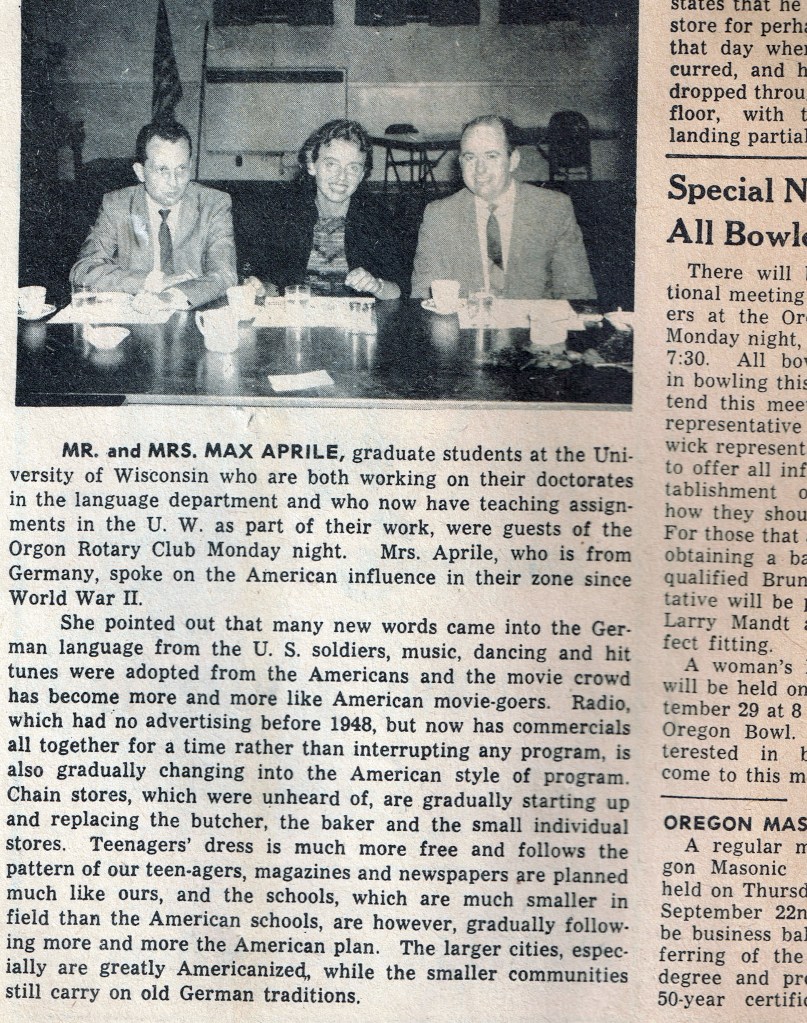 MR. and MRS. MAX APRILE, graduate students at the Uni-
versity of Wisconsin who are both working on their doctorates
in the language department and who now have teaching assign-
ments in the U. W. as part of their work, were guests of the
Orgon Rotary Club Monday night. Mrs. Aprile, who is from
Germany, spoke on the American influence in their zone since
World War II.
She pointed out that many new words came into the Ger-
man language from the U. S. soldiers, music, dancing and hit
tunes were adopted from the Americans and the movie crowd
has become more and more like American movie-goers. Radio,
which had no advertising before 1948, but now has commercials
all together for a time rather than interrupting any program, is
also gradually changing into the American style of program.
Chain stores, which were unheard of, are gradually starting up
and replacing the butcher, the baker and the small individual
stores. Teenagers' dress is much more free and follows the
pattern of our teen-agers, magazines and newspapers are planned
much like ours, and the schools, which are much smaller in
field than the American schools, are however, gradually follow-
ing more and more the American plan. The larger cities, espec-
ially are greatly Americanized, while the smaller communities
still carry on old German traditions.
states that he
store for perha
that day when
curred, and h
dropped throu
floor, with t
landing partial
Special N
All Bowle
There will
tional meeting
ers at the Ore
Monday night,
7:30. All bow
in bowling this
tend this mee
representative
wick represent
to offer all inf
tablishment o
how they shou
For those that
obtaining a ba
qualified Brun
tative will be
Larry Mandt a
fect fitting.
A woman's
will be held on
tember 29 at 8
Oregon Bowl.
terested in b
come to this m
OREGON MAS
A regular m
gon Masonic
held on Thursd
September 22n
be business bal
ferring of the
degree and pre
50-year certific